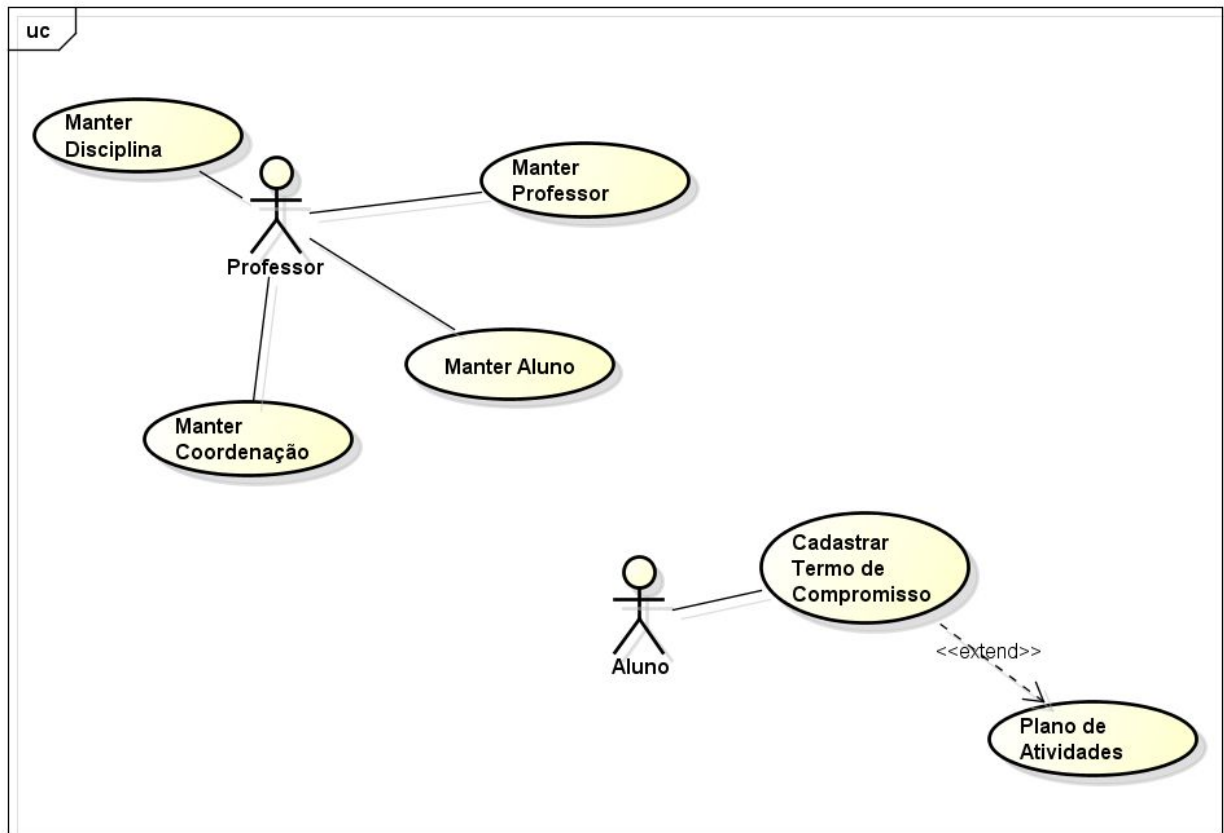 uc
Manter
Disciplina
Manter
Professor
Professor
Manter Aluno
Manter
Coordenação
Cadastrar
Termo de
Compromisso
Aluno
<<extend>>
Plano de
Atividades